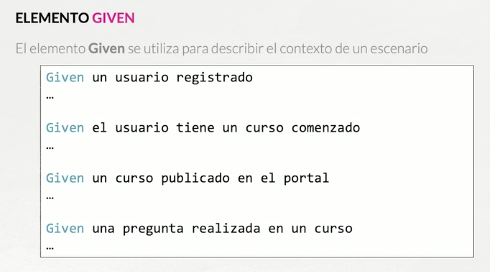 ELEMENTO GIVEN
El elemento Given se utiliza para describir el contexto de un escenario
Given un usuario registrado
…
Given el usuario tiene un curso comenzado
…
Given un curso publicado en el portal
…
Given una pregunta realizada en un curso
…